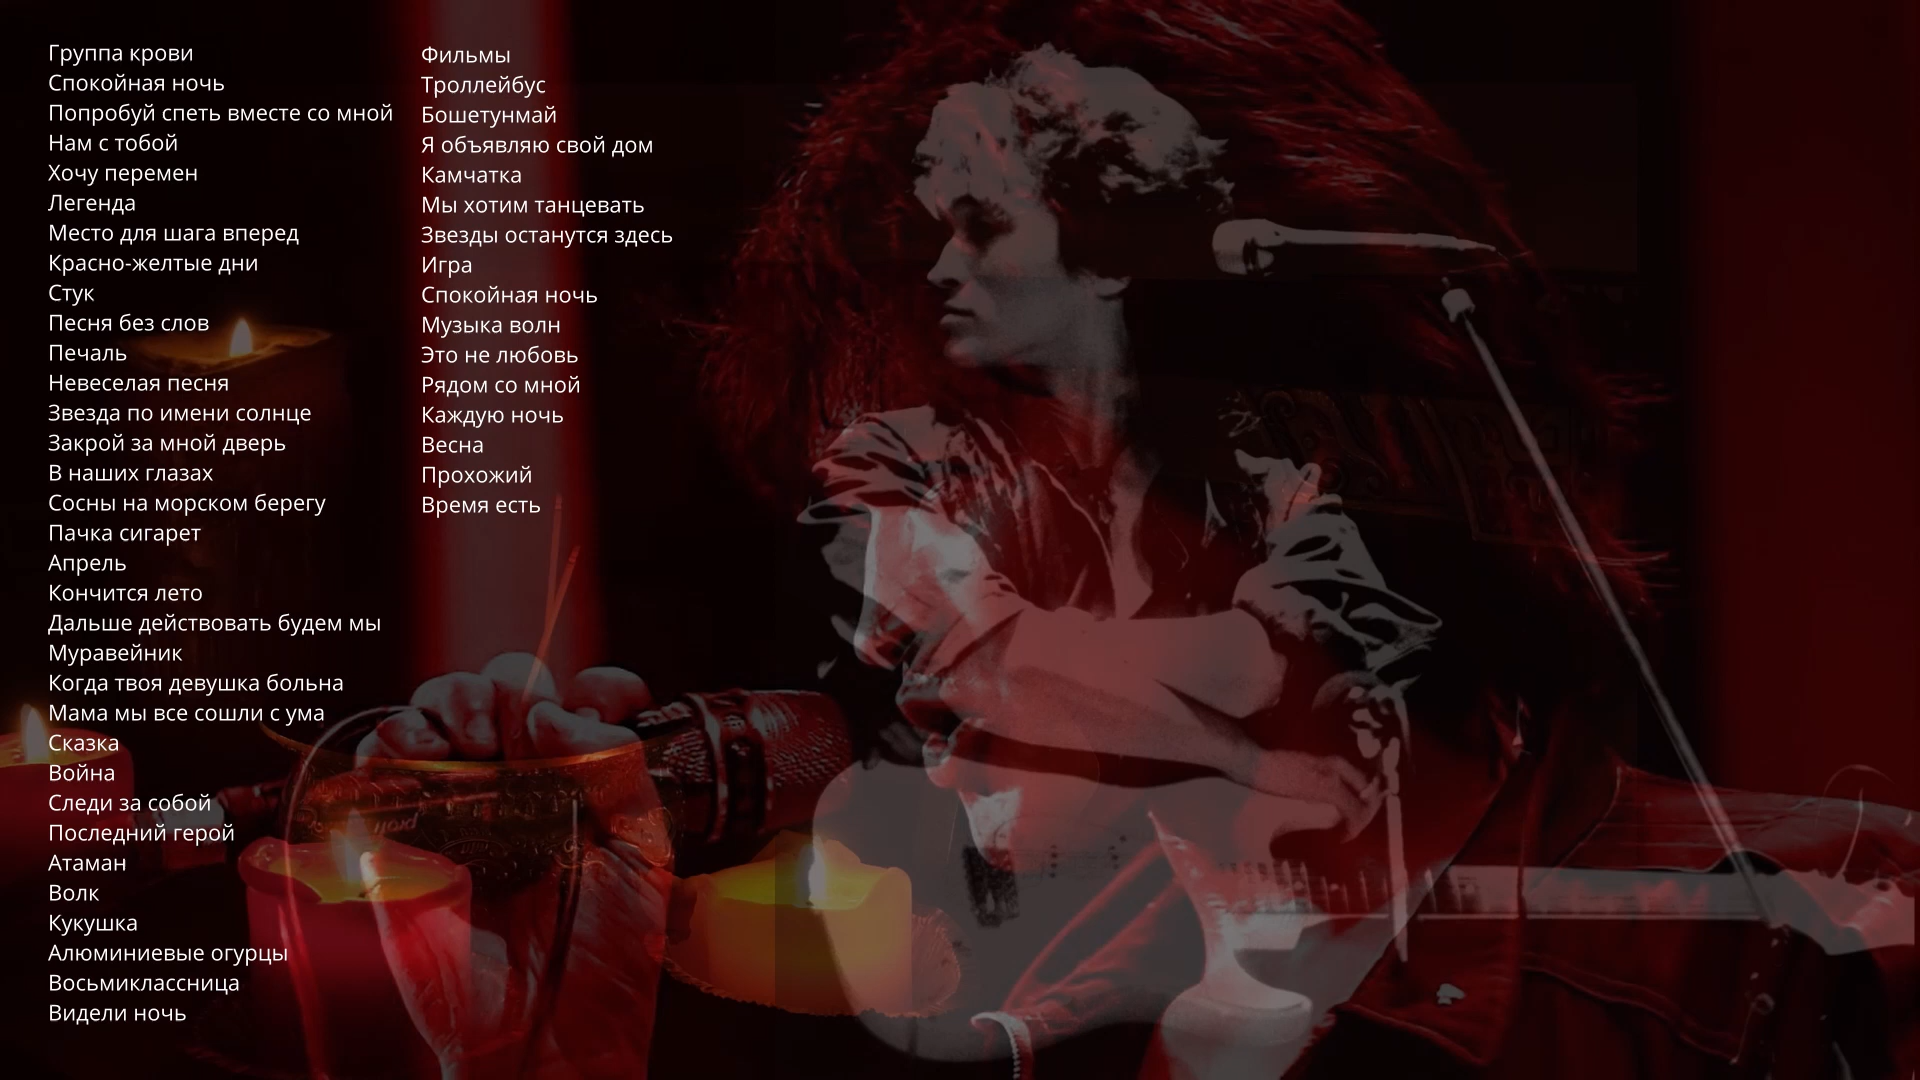 Группа крови
Спокойная ночь
Попробуй спеть вместе со мной
Нам с тобой
Хочу перемен
Легенда
Место для шага вперед
Красно-желтые дни
Стук
Песня без слов
Печаль
Невеселая песня
Звезда по имени солнце
Закрой за мной дверь
В наших глазах
Сосны на морском берегу
Пачка сигарет
Апрель
Кончится лето
Дальше действовать будем мы
Муравейник
Когда твоя девушка больна
Мама мы все сошли с ума
Сказка
Война
Следи за собой
Последний герой
Атаман
Волк
Кукушка
Алюминиевые огурцы
Восьмиклассница
Видели ночь
Фильмы
Троллейбус
Бошетунмай
Я объявляю свой дом
Камчатка
Мы хотим танцевать
Звезды останутся здесь
Игра
Спокойная ночь
Музыка волн
Это не любовь
Рядом со мной
Каждую ночь
Весна
Прохожий
Время есть